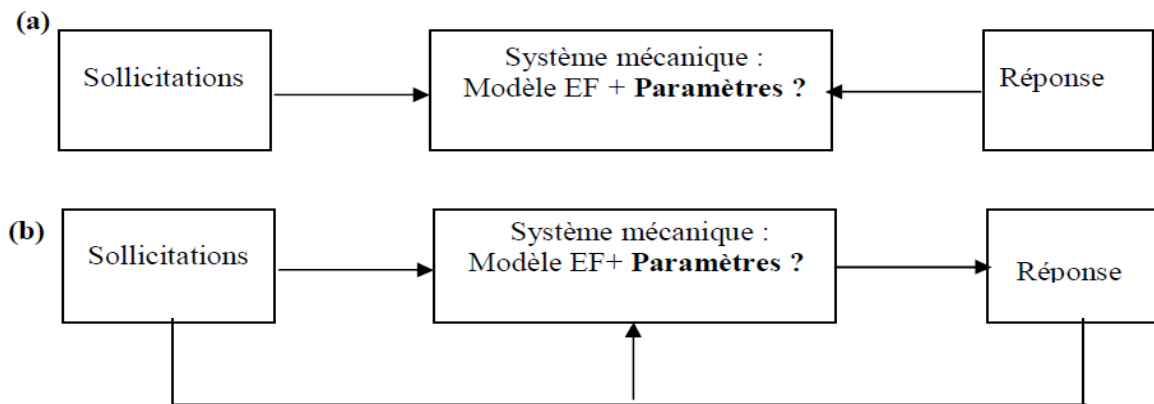 (a)
Sollicitations
Système mécanique :
Modèle EF + Paramètres ?
Réponse
(b)
Sollicitations
Système mécanique :
Modèle EF+ Paramètres ?
Réponse